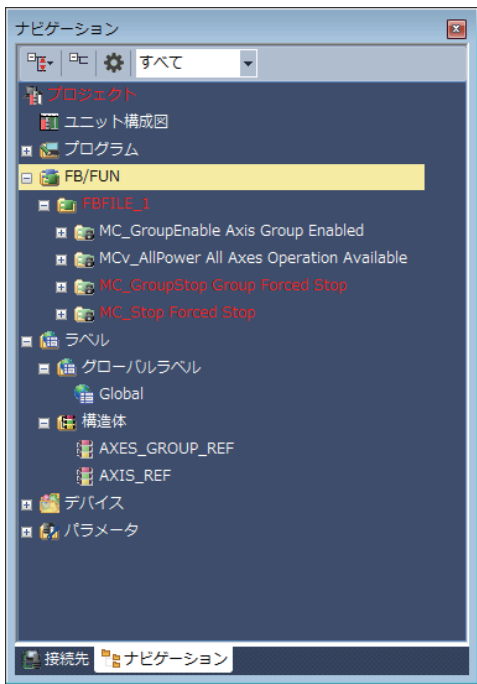 ナビゲーション
すべて
プロジェクト
ユニット構成図
プログラム
FB/FUN
FBFILE_1
MC_GroupEnable Axis Group Enabled
MCv_AllPower All Axes Operation Available
MC_GroupStop Group Forced Stop
MC_Stop Forced Stop
ラベル
グローバルラベル
Global
構造体
AXES_GROUP_REF
AXIS_REF
デバイス
パラメータ
接続先 ナビゲーション